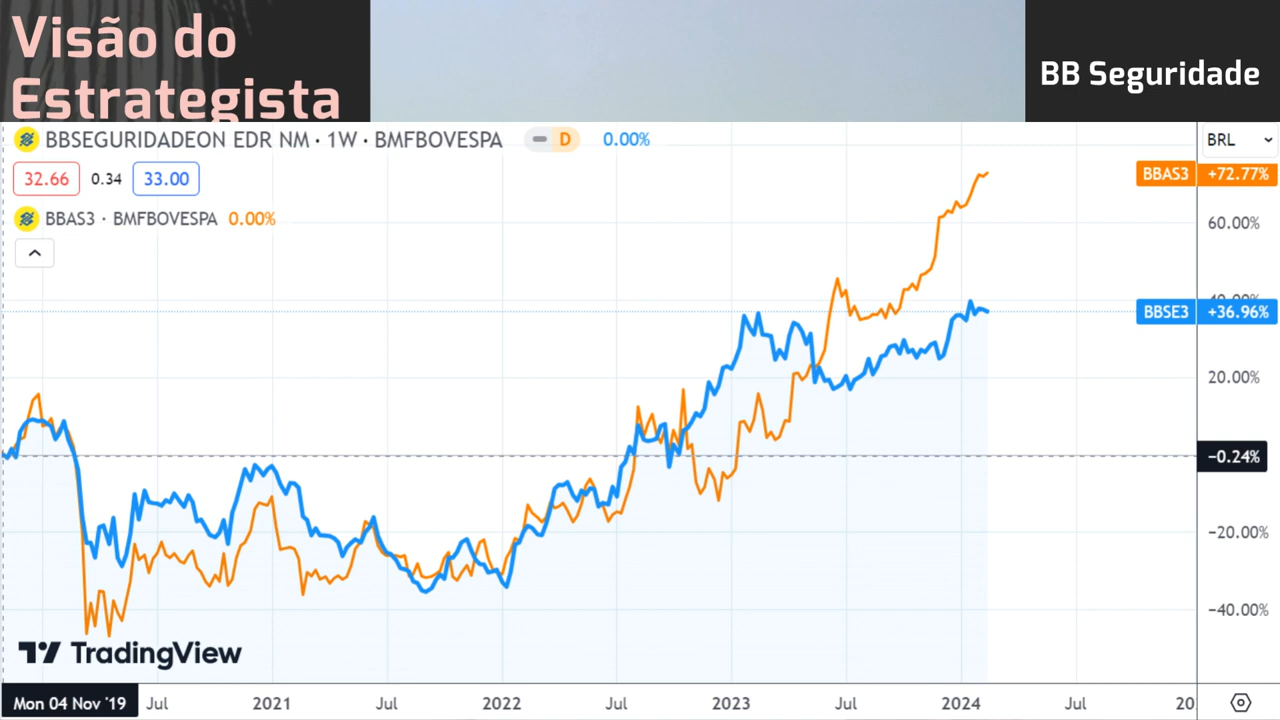 Visão do
Estrategista
BB Seguridade
BBSEGURIDADEON EDR NM · 1W · BMFBOVESPA D 0.00%
BRL
32.66 0.34 33.00
BBAS3 +72.77%
BBAS3 · BMFBOVESPA 0.00%
60.00%
40.00%
BBSE3 +36.96%
20.00%
−0.24%
−20.00%
−40.00%
TradingView
Mon 04 Nov '19 Jul 2021 Jul 2022 Jul 2023 Jul 2024 Jul 20